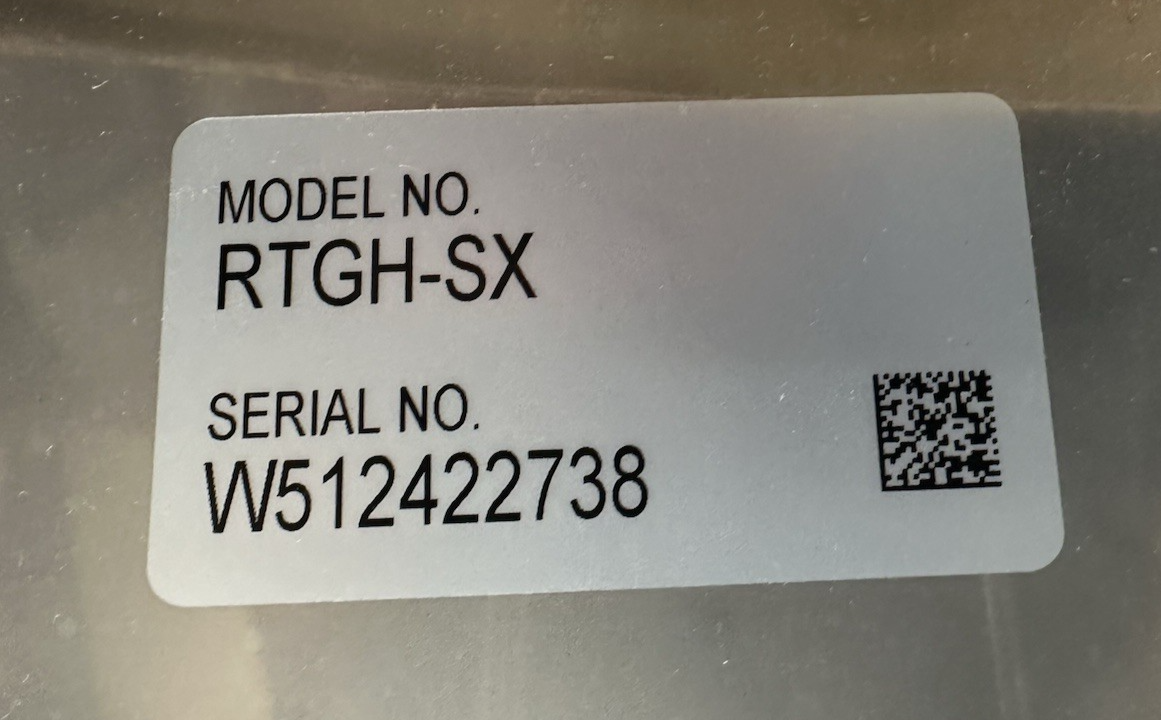 MODEL NO.
RTGH-SX
SERIAL NO.
W512422738